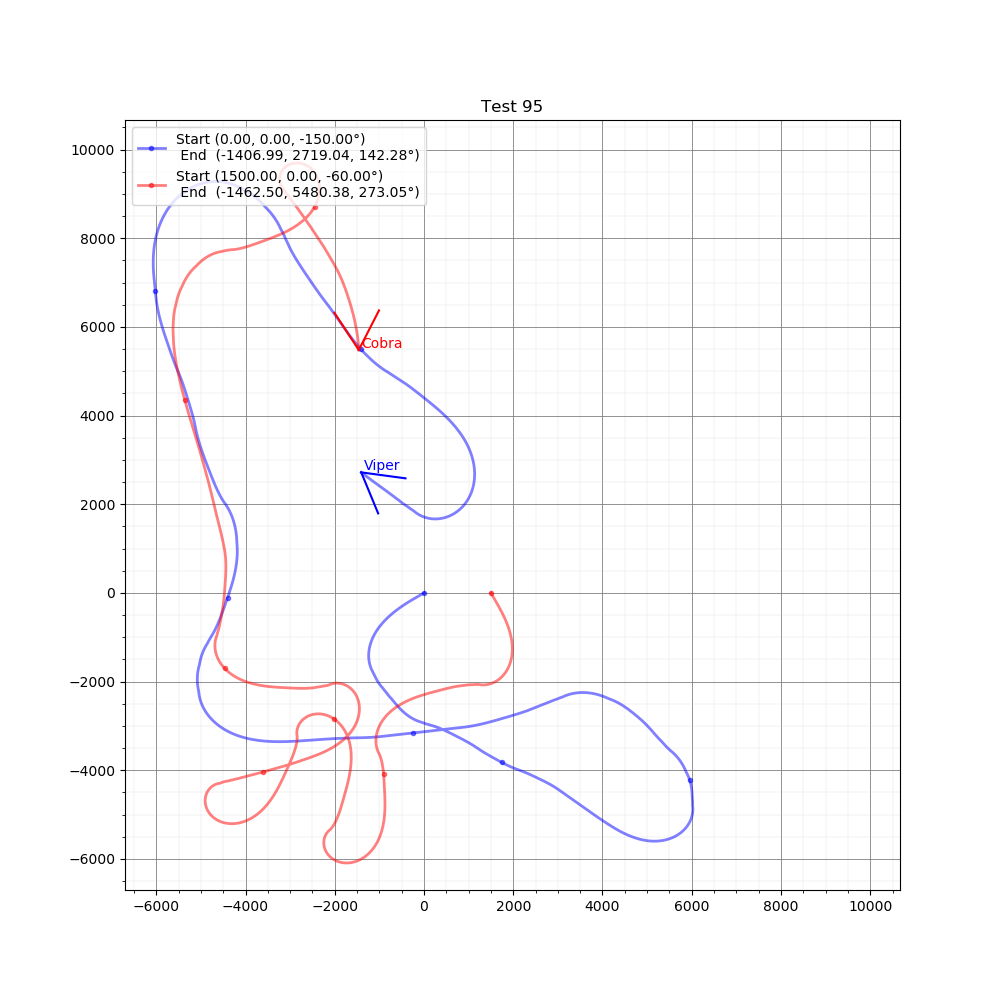 Test 95
Start (0.00, 0.00, -150.00°)
End (-1406.99, 2719.04, 142.28°)
Start (1500.00, 0.00, -60.00°)
End (-1462.50, 5480.38, 273.05°)
10000
8000
6000
4000
2000
0
−2000
−4000
−6000
Cobra
Viper
−6000 −4000 −2000 0 2000 4000 6000 8000 10000